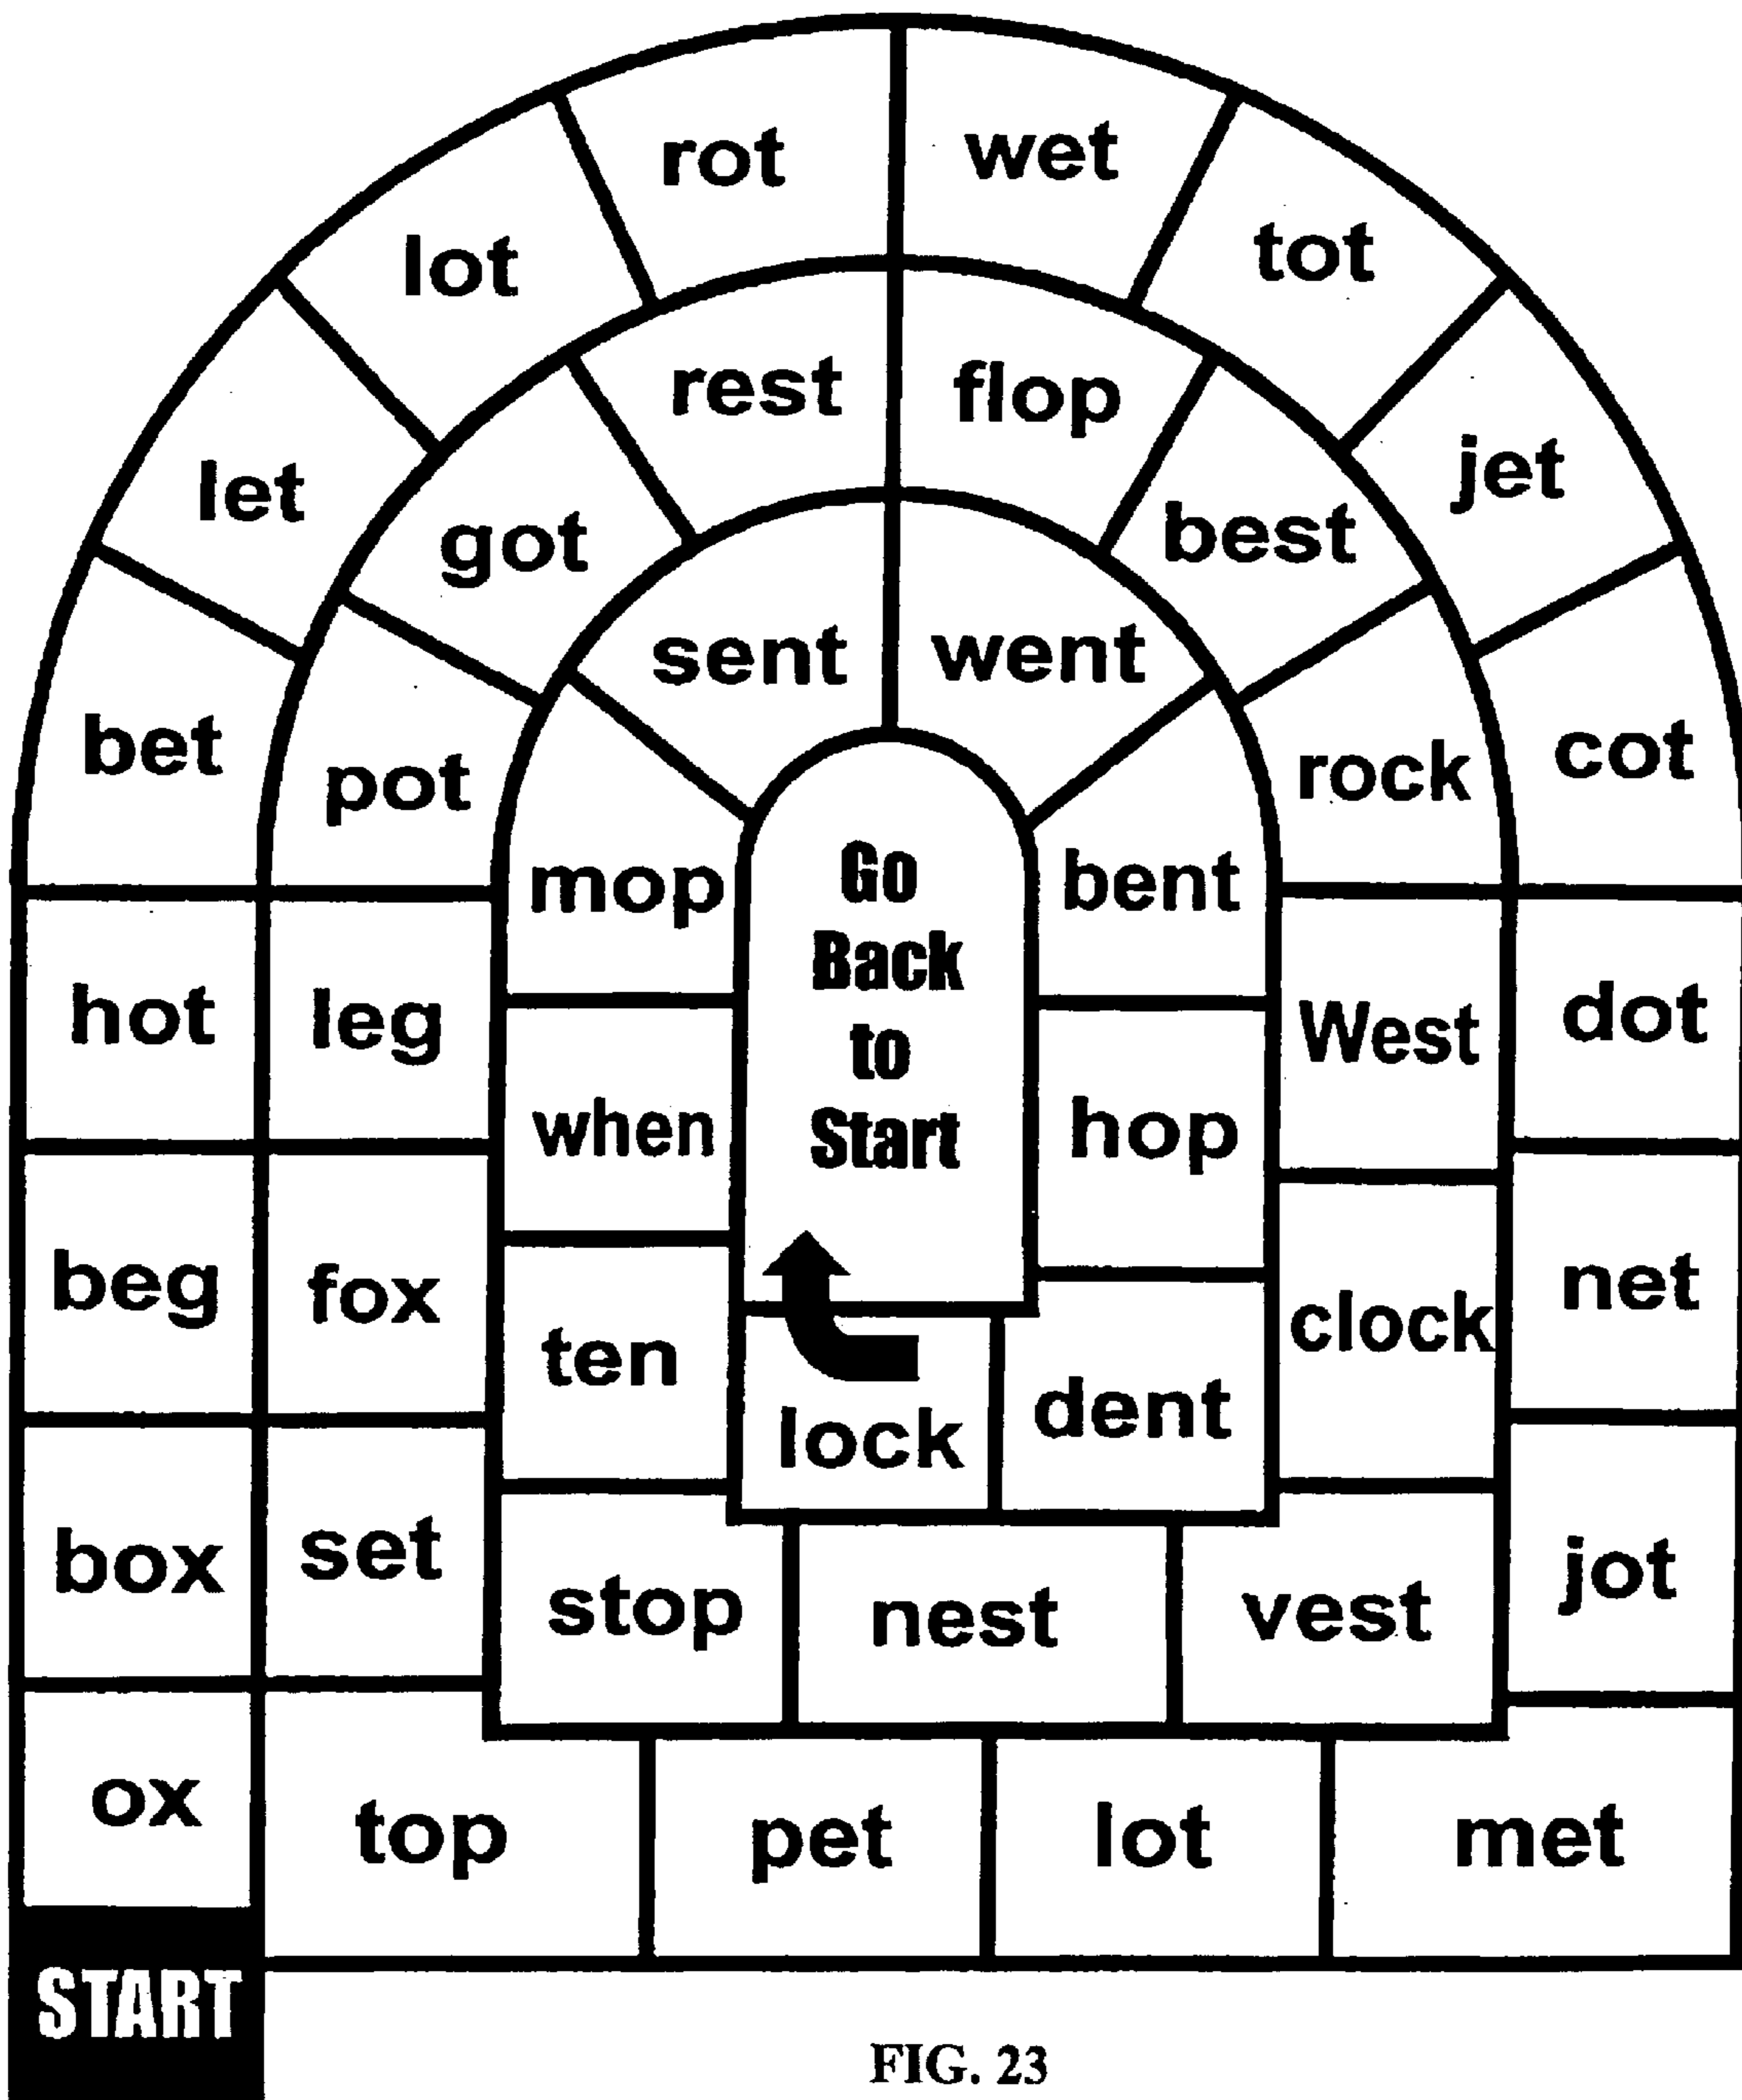 START
ox
box
beg
hot
bet
let
lot
rot
wet
tot
jet
cot
dot
net
jot
met
lot
pet
top
set
fox
leg
pot
got
rest
flop
best
rock
West
clock
vest
nest
stop
ten
when
mop
sent
went
bent
hop
dent
lock
Go
Back
to
Start
FIG. 23